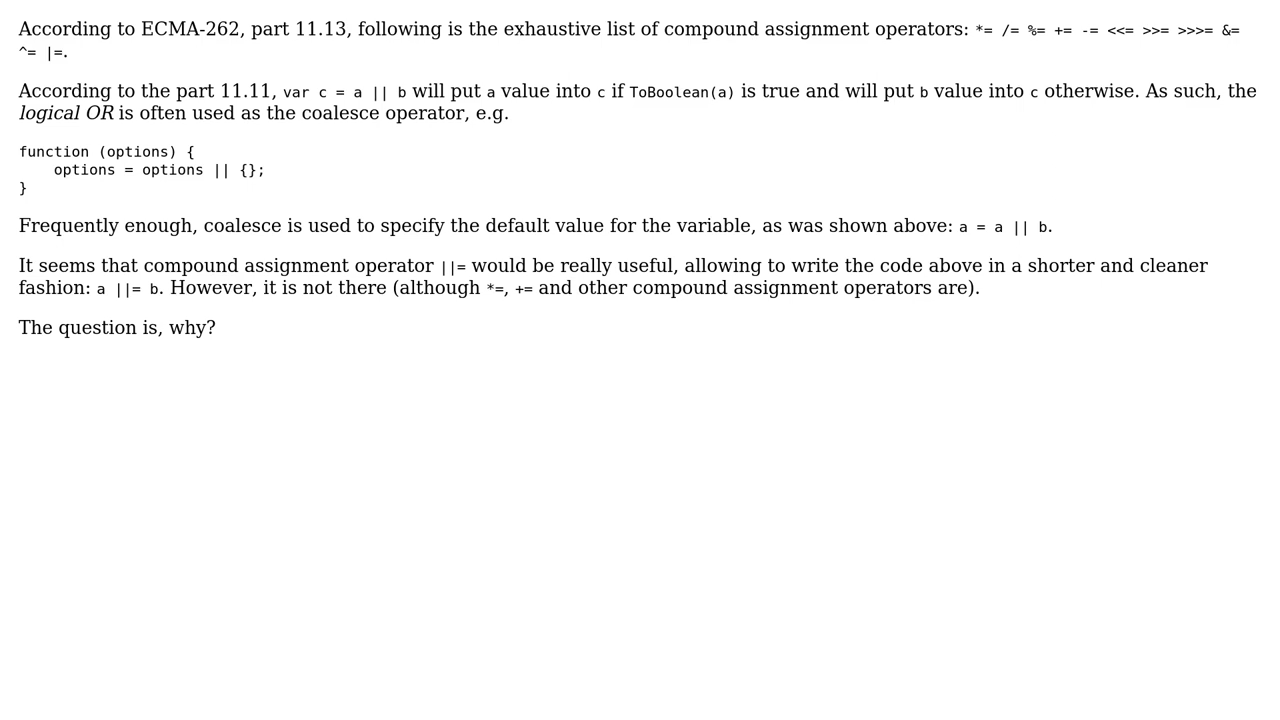 According to ECMA-262, part 11.13, following is the exhaustive list of compound assignment operators: *= /= %= += -= <<= >>= >>>= &=
^= |=.
According to the part 11.11, var c = a || b will put a value into c if ToBoolean(a) is true and will put b value into c otherwise. As such, the
logical OR is often used as the coalesce operator, e.g.
function (options) {
    options = options || {};
}
Frequently enough, coalesce is used to specify the default value for the variable, as was shown above: a = a || b.
It seems that compound assignment operator ||= would be really useful, allowing to write the code above in a shorter and cleaner
fashion: a ||= b. However, it is not there (although *=, += and other compound assignment operators are).
The question is, why?